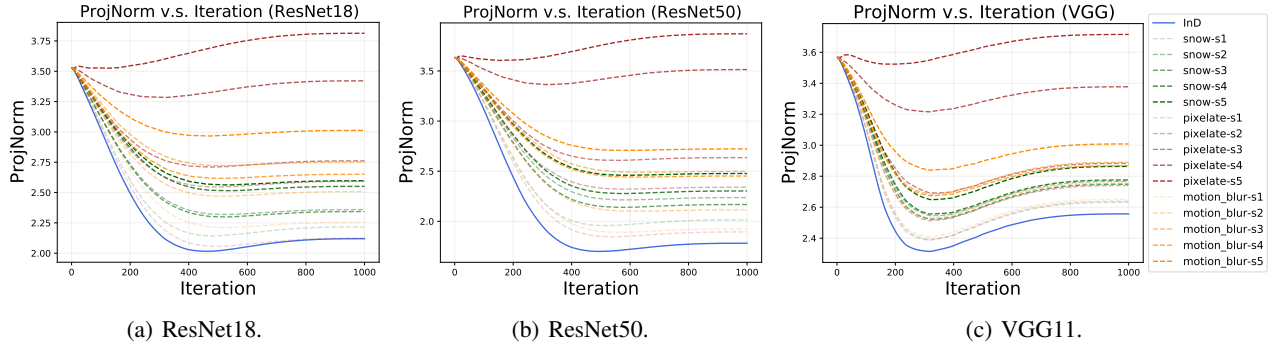 ProjNorm v.s. Iteration (ResNet18)
ProjNorm
3.75
3.50
3.25
3.00
2.75
2.50
2.25
2.00
0 200 400 600 800 1000
Iteration
(a) ResNet18.
ProjNorm v.s. Iteration (ResNet50)
ProjNorm
3.5
3.0
2.5
2.0
0 200 400 600 800 1000
Iteration
(b) ResNet50.
ProjNorm v.s. Iteration (VGG)
ProjNorm
3.6
3.4
3.2
3.0
2.8
2.6
2.4
0 200 400 600 800 1000
Iteration
(c) VGG11.
InD
snow-s1
snow-s2
snow-s3
snow-s4
snow-s5
pixelate-s1
pixelate-s2
pixelate-s3
pixelate-s4
pixelate-s5
motion_blur-s1
motion_blur-s2
motion_blur-s3
motion_blur-s4
motion_blur-s5